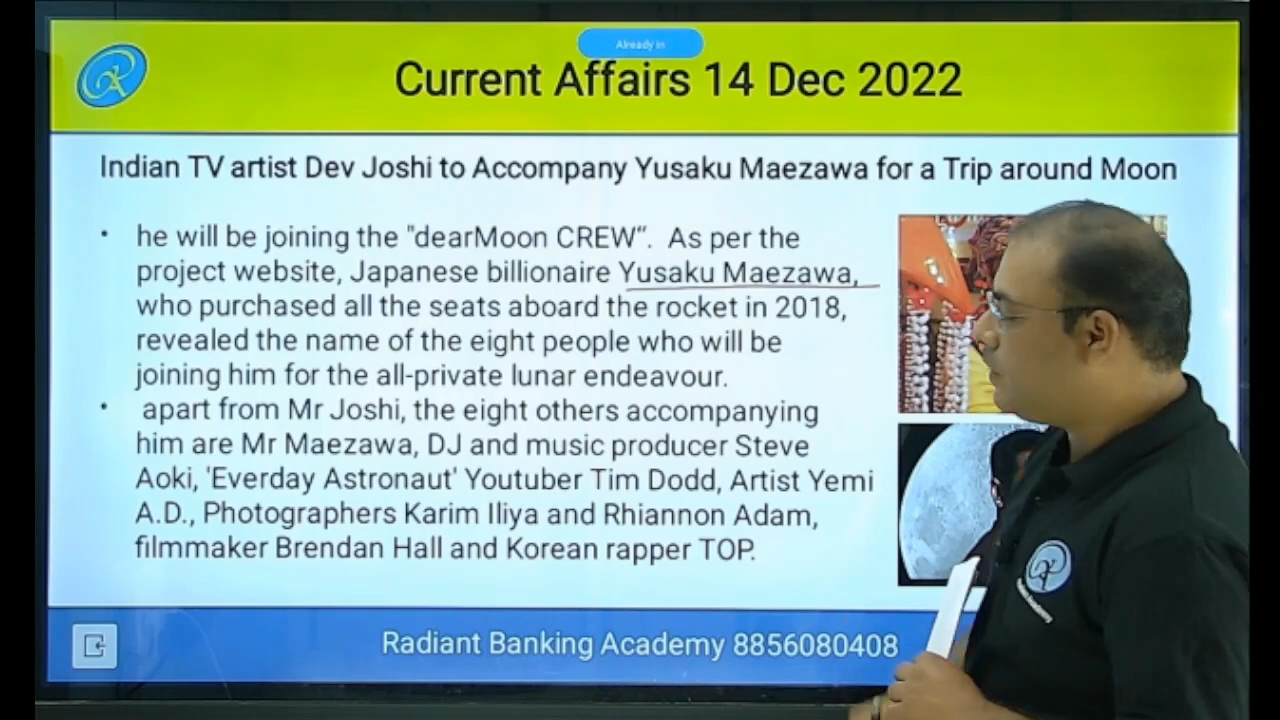 Already in
Current Affairs 14 Dec 2022
Indian TV artist Dev Joshi to Accompany Yusaku Maezawa for a Trip around Moon
• he will be joining the "dearMoon CREW“. As per the
project website, Japanese billionaire Yusaku Maezawa,
who purchased all the seats aboard the rocket in 2018,
revealed the name of the eight people who will be
joining him for the all-private lunar endeavour.
• apart from Mr Joshi, the eight others accompanying
him are Mr Maezawa, DJ and music producer Steve
Aoki, 'Everday Astronaut' Youtuber Tim Dodd, Artist Yemi
A.D., Photographers Karim Iliya and Rhiannon Adam,
filmmaker Brendan Hall and Korean rapper TOP.
Radiant Banking Academy 8856080408